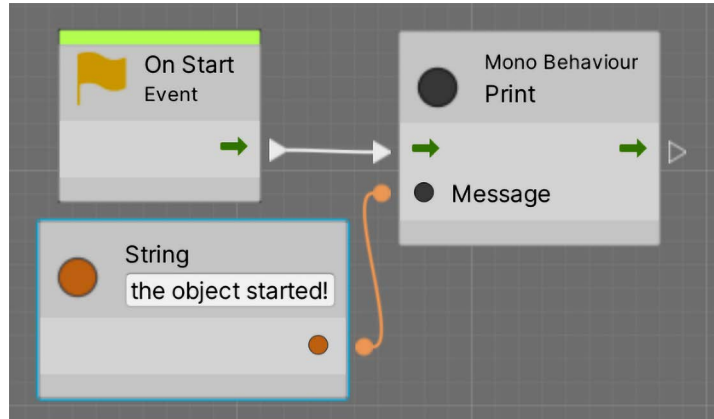 On Start
Event
Mono Behaviour
Print
Message
String
the object started!